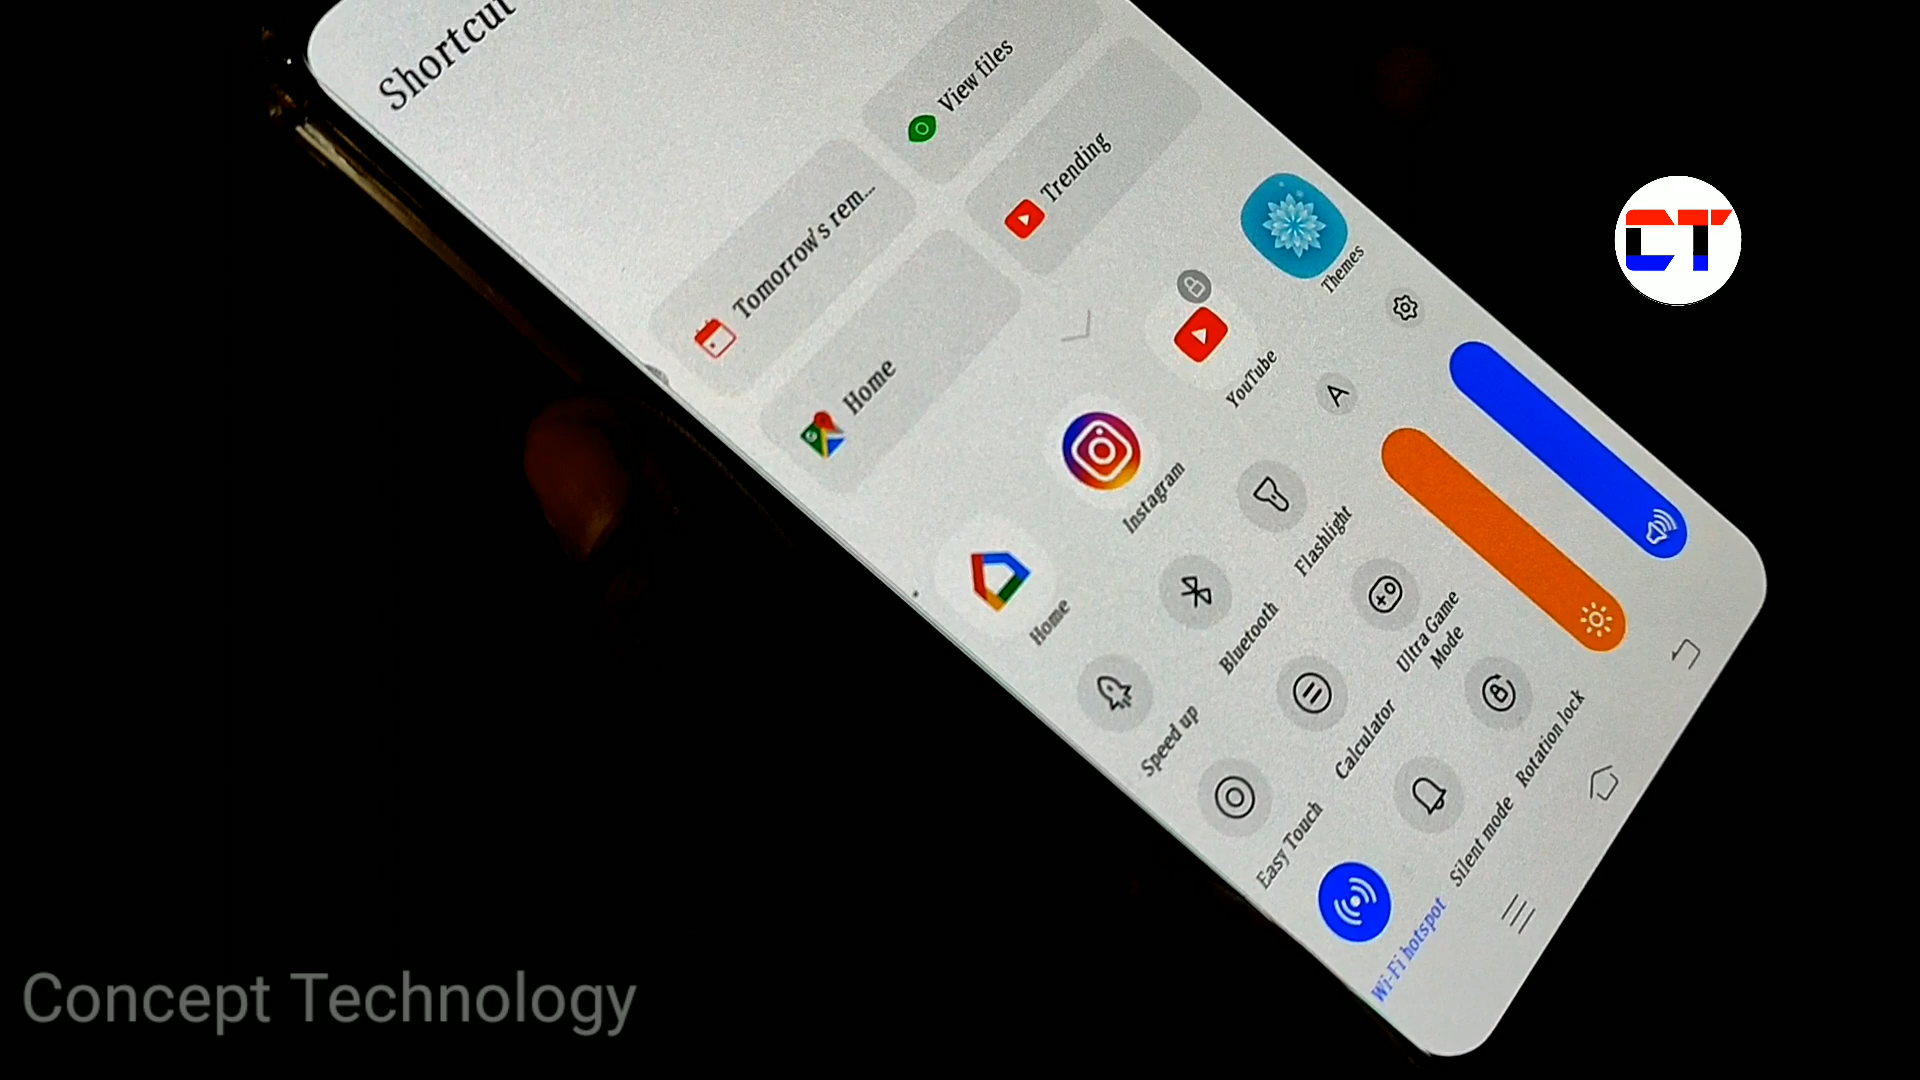 Shortcut
Tomorrow's rem...
View files
Home
Trending
Home
Instagram
YouTube
Themes
A
Speed up
Bluetooth
Flashlight
Easy Touch
Calculator
Ultra Game
Mode
Wi-Fi hotspot
Silent mode
Rotation lock
CT
Concept Technology